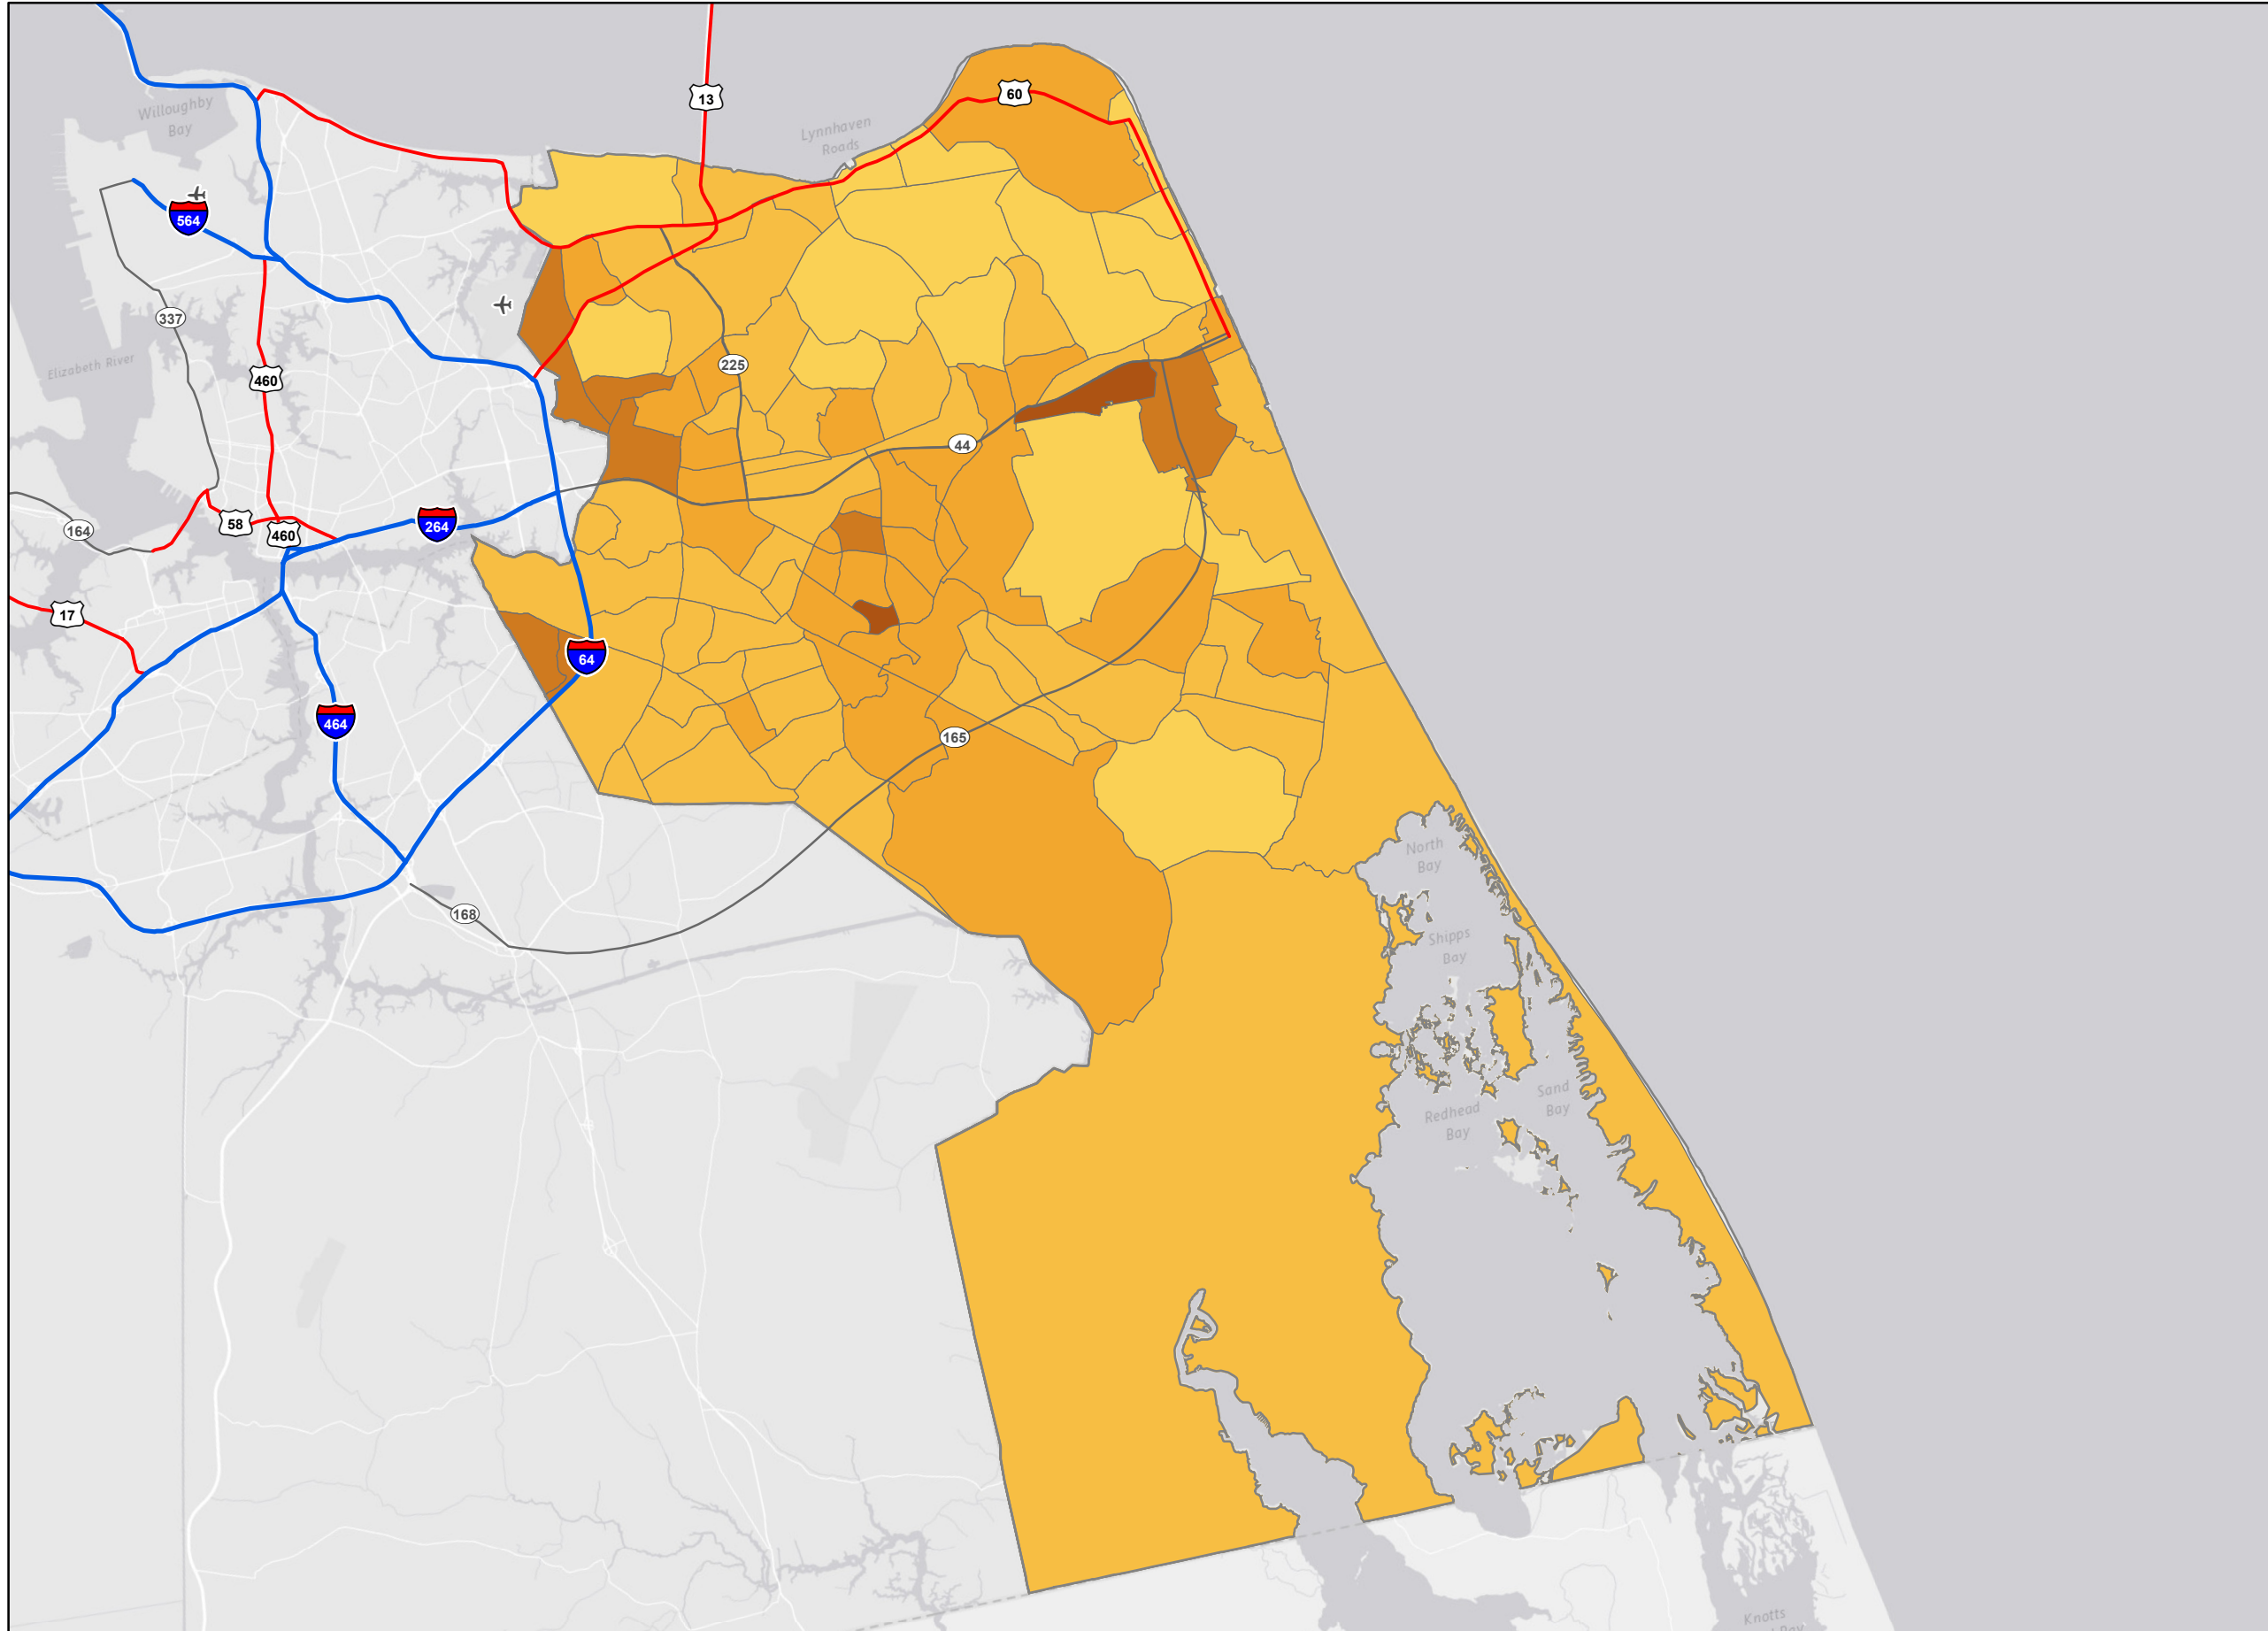 Willoughby
Bay
13
60
Lynnhaven
Roads
564
337
225
Elizabeth River
460
44
58
460
264
164
17
64
464
165
North
Bay
168
Shipps
Bay
Sand
Bay
Redhead
Bay
Knotts